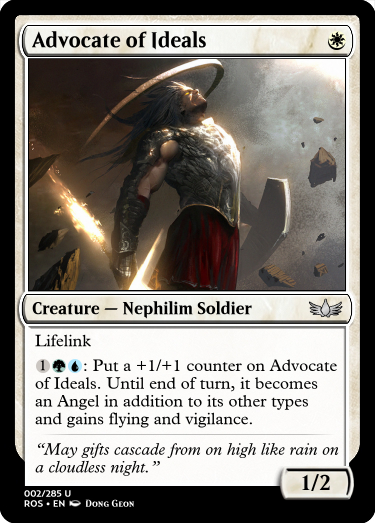 Advocate of Ideals
Creature — Nephilim Soldier
Lifelink
1: Put a +1/+1 counter on Advocate
of Ideals. Until end of turn, it becomes
an Angel in addition to its other types
and gains flying and vigilance.
“May gifts cascade from on high like rain on
a cloudless night.”
1/2
002/285 U
ROS • EN Dong Geon